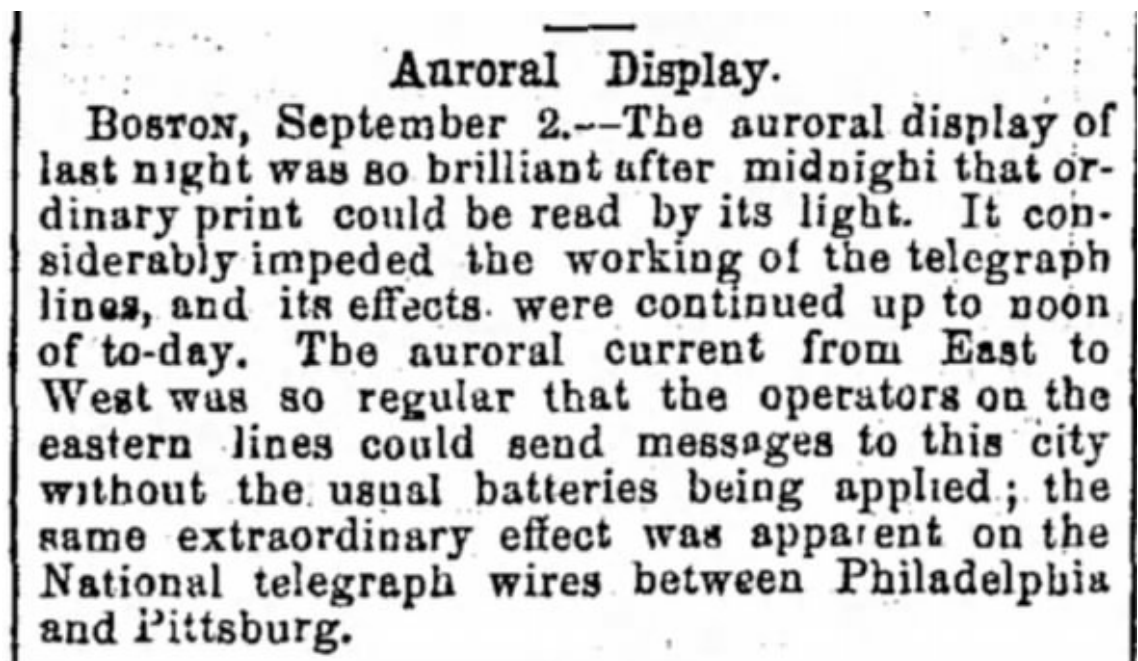 Auroral Display.
BOSTON, September 2.--The auroral display of
last night was so brilliant after midnighi that or-
dinary print could be read by its light. It con-
siderably impeded the working of the telegraph
lines, and its effects were continued up to noon
of to-day. The auroral current from East to
West was so regular that the operators on the
eastern lines could send messages to this city
without the usual batteries being applied; the
same extraordinary effect was apparent on the
National telegraph wires between Philadelphia
and Pittsburg.